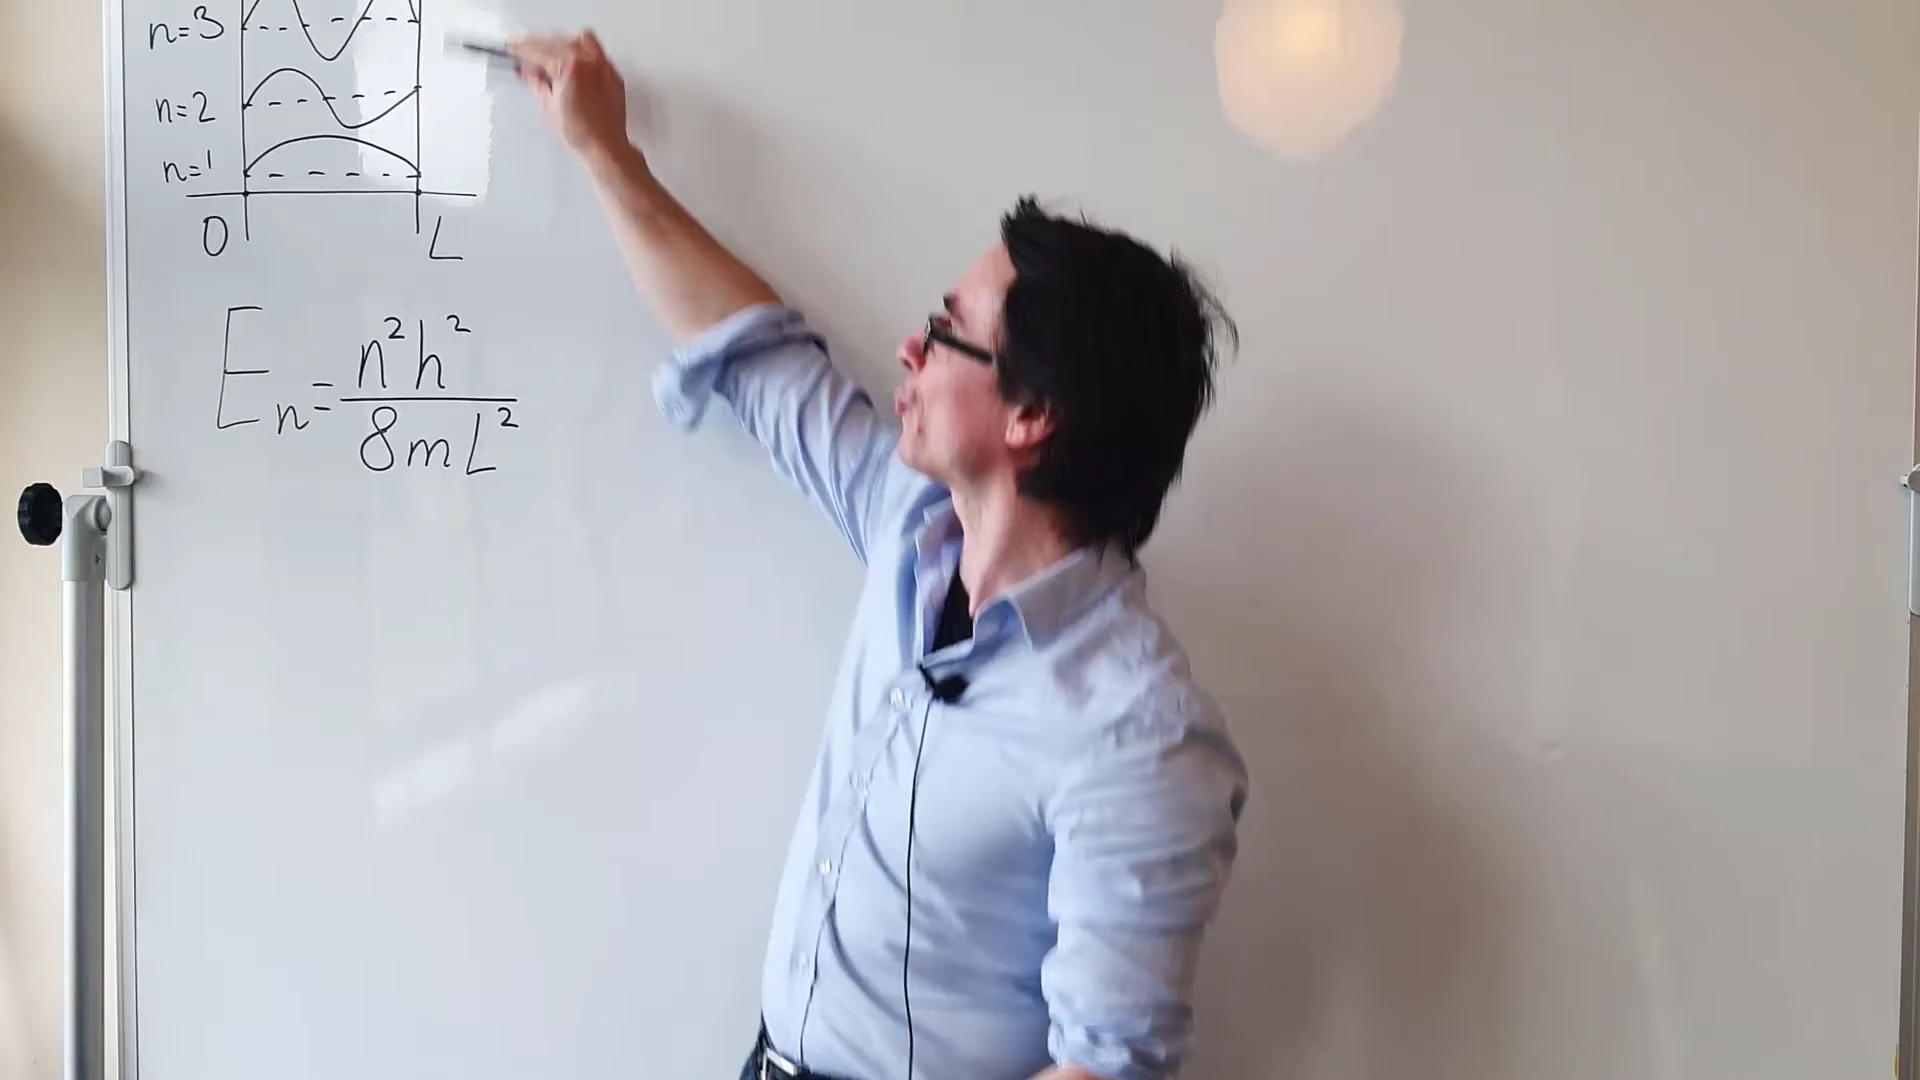 n=3
n=2
n=1
0 L
Eₙ = n²h² / 8mL²